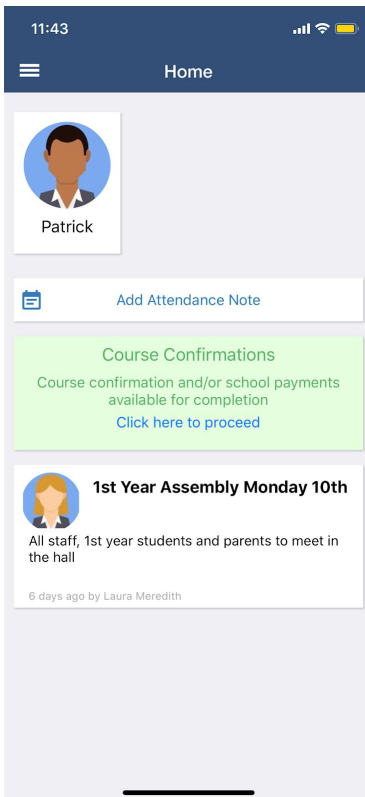 11:43
Home
Patrick
Add Attendance Note
Course Confirmations
Course confirmation and/or school payments
available for completion
Click here to proceed
1st Year Assembly Monday 10th
All staff, 1st year students and parents to meet in
the hall
6 days ago by Laura Meredith